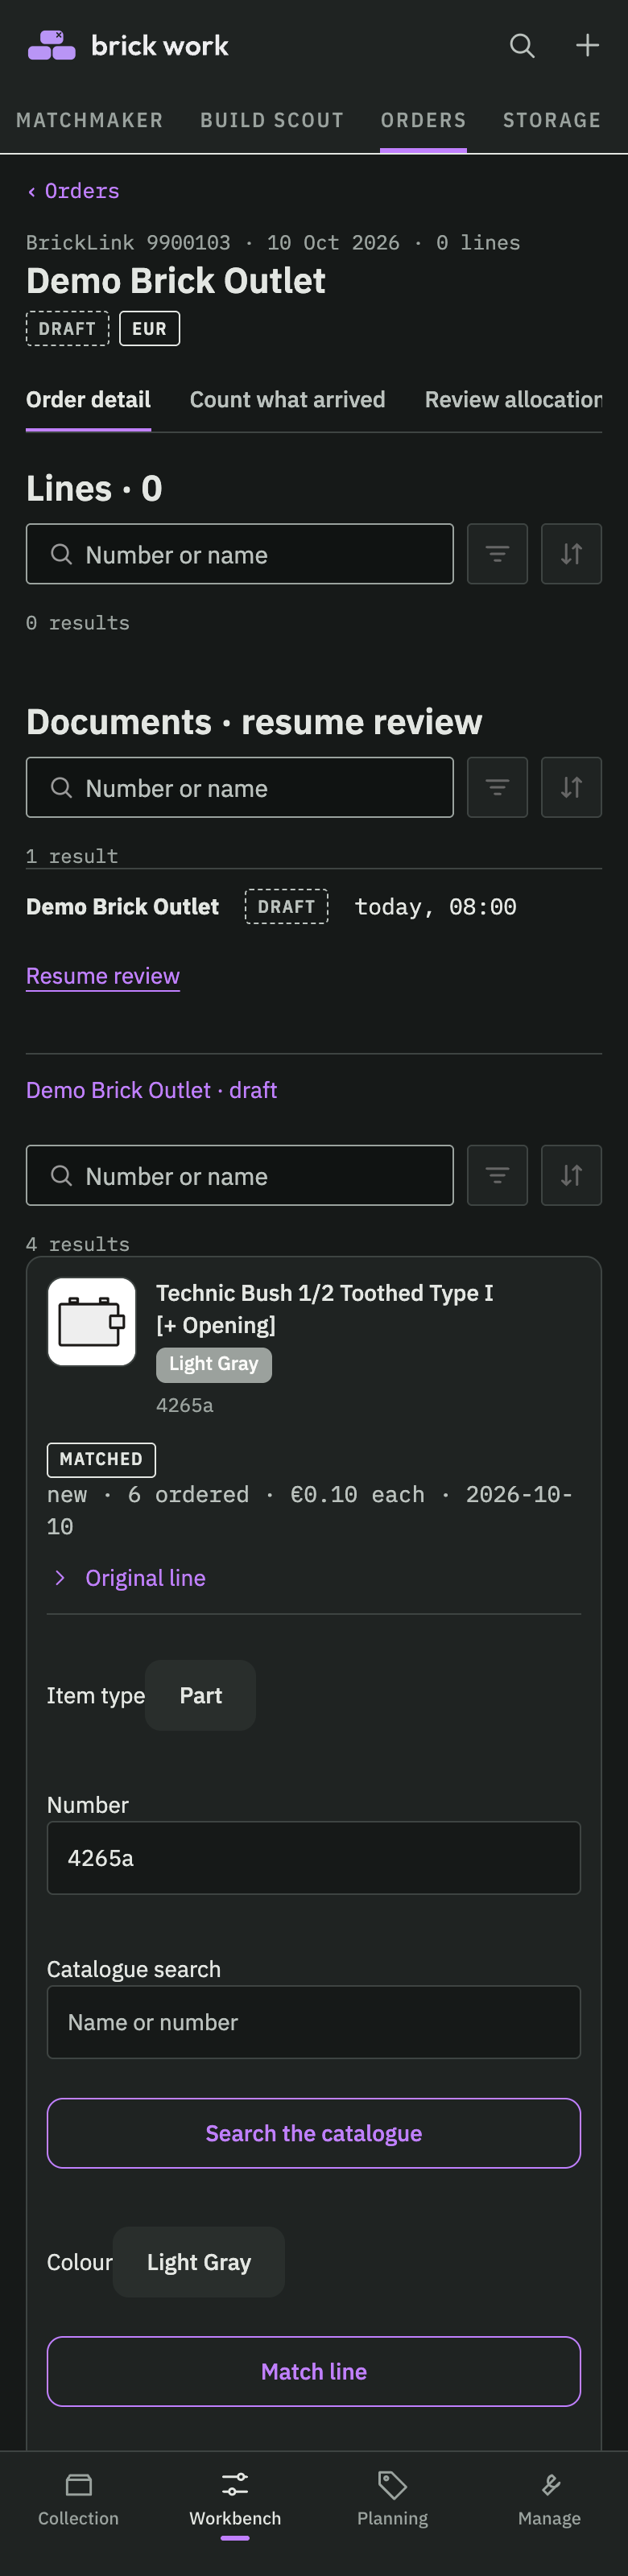 brick work
MATCHMAKER BUILD SCOUT ORDERS STORAGE
‹ Orders
BrickLink 9900103 · 10 Oct 2026 · 0 lines
Demo Brick Outlet
DRAFT EUR
Order detail Count what arrived Review allocation
Lines · 0
Number or name
0 results
Documents · resume review
Number or name
1 result
Demo Brick Outlet DRAFT today, 08:00
Resume review
Demo Brick Outlet · draft
Number or name
4 results
Technic Bush 1/2 Toothed Type I
[+ Opening]
Light Gray
4265a
MATCHED
new · 6 ordered · €0.10 each · 2026-10-
10
Original line
Item type Part
Number
4265a
Catalogue search
Name or number
Search the catalogue
Colour Light Gray
Match line
Collection Workbench Planning Manage